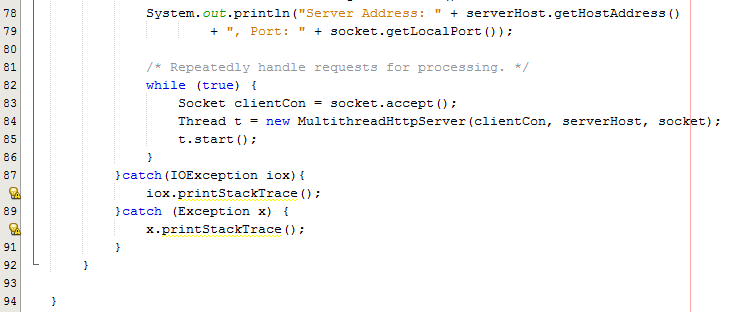 78 System.out.println("Server Address: " + serverHost.getHostAddress()
79 + ", Port: " + socket.getLocalPort());
80
81 /* Repeatedly handle requests for processing. */
82 while (true) {
83 Socket clientCon = socket.accept();
84 Thread t = new MultithreadHttpServer(clientCon, serverHost, socket);
85 t.start();
86 }
87 }catch(IOException iox){
iox.printStackTrace();
89 }catch (Exception x) {
x.printStackTrace();
91 }
92 }
93
94 }